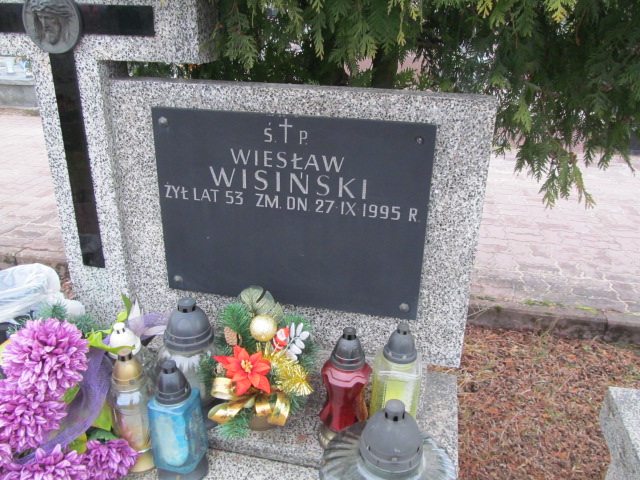 Ś. † P.
WIESŁAW
WISIŃSKI
ŻYŁ LAT 53 ZM. DN. 27-IX 1995 R.